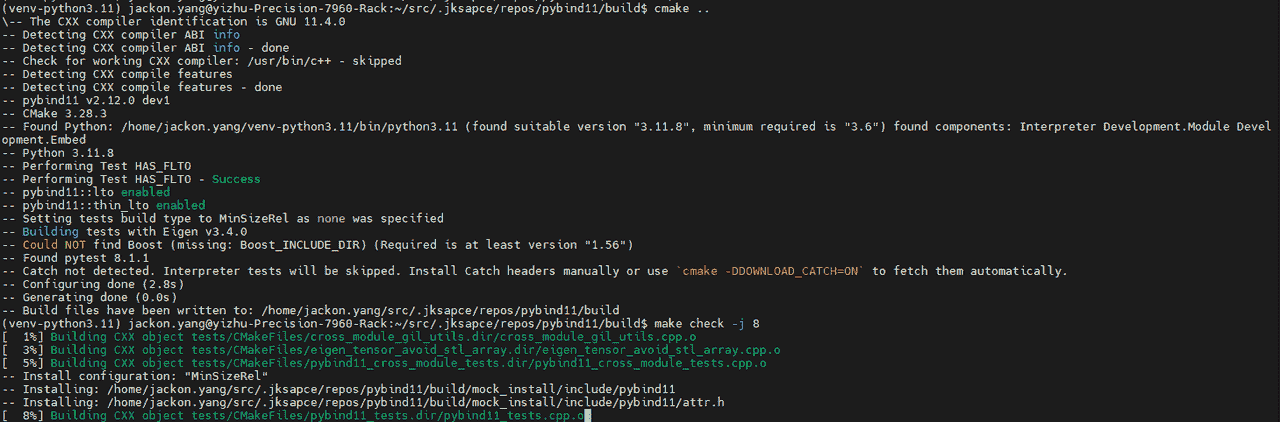 (venv-python3.11) jackon.yang@yizhu-Precision-7960-Rack:~/src/.jksapce/repos/pybind11/build$ cmake ..
\-- The CXX compiler identification is GNU 11.4.0
-- Detecting CXX compiler ABI info
-- Detecting CXX compiler ABI info - done
-- Check for working CXX compiler: /usr/bin/c++ - skipped
-- Detecting CXX compile features
-- Detecting CXX compile features - done
-- pybind11 v2.12.0 dev1
-- CMake 3.28.3
-- Found Python: /home/jackon.yang/venv-python3.11/bin/python3.11 (found suitable version "3.11.8", minimum required is "3.6") found components: Interpreter Development.Module Devel
opment.Embed
-- Python 3.11.8
-- Performing Test HAS_FLTO
-- Performing Test HAS_FLTO - Success
-- pybind11::lto enabled
-- pybind11::thin_lto enabled
-- Setting tests build type to MinSizeRel as none was specified
-- Building tests with Eigen v3.4.0
-- Could NOT find Boost (missing: Boost_INCLUDE_DIR) (Required is at least version "1.56")
-- Found pytest 8.1.1
-- Catch not detected. Interpreter tests will be skipped. Install Catch headers manually or use `cmake -DDOWNLOAD_CATCH=ON` to fetch them automatically.
-- Configuring done (2.8s)
-- Generating done (0.0s)
-- Build files have been written to: /home/jackon.yang/src/.jksapce/repos/pybind11/build
(venv-python3.11) jackon.yang@yizhu-Precision-7960-Rack:~/src/.jksapce/repos/pybind11/build$ make check -j 8
[  1%] Building CXX object tests/CMakeFiles/cross_module_gil_utils.dir/cross_module_gil_utils.cpp.o
[  3%] Building CXX object tests/CMakeFiles/eigen_tensor_avoid_stl_array.dir/eigen_tensor_avoid_stl_array.cpp.o
[  5%] Building CXX object tests/CMakeFiles/pybind11_cross_module_tests.dir/pybind11_cross_module_tests.cpp.o
-- Install configuration: "MinSizeRel"
-- Installing: /home/jackon.yang/src/.jksapce/repos/pybind11/build/mock_install/include/pybind11
-- Installing: /home/jackon.yang/src/.jksapce/repos/pybind11/build/mock_install/include/pybind11/attr.h
[  8%] Building CXX object tests/CMakeFiles/pybind11_tests.dir/pybind11_tests.cpp.o